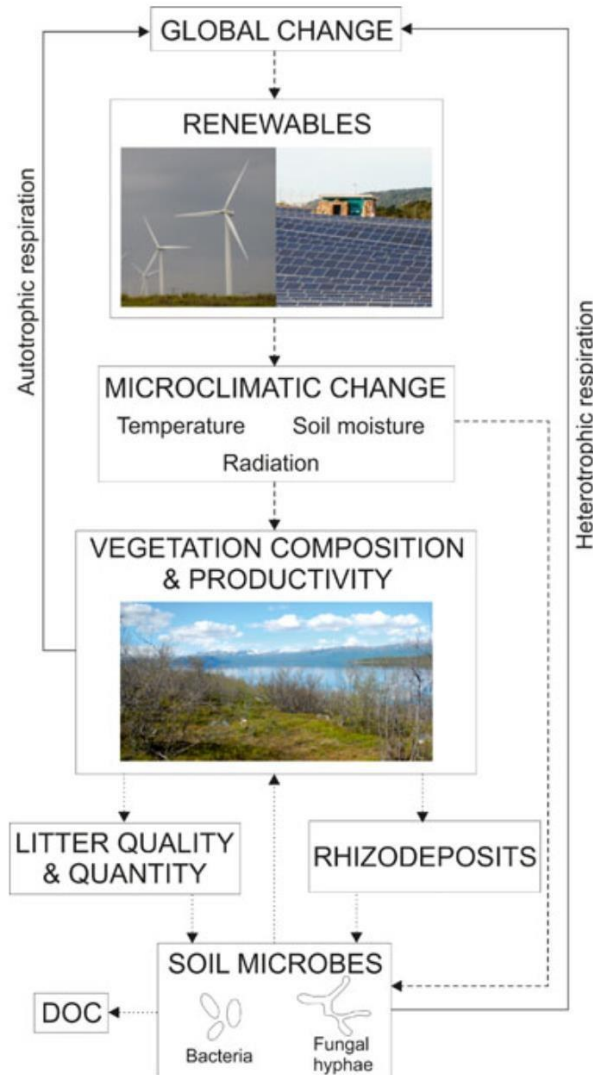 GLOBAL CHANGE
RENEWABLES
Autotrophic respiration
Heterotrophic respiration
MICROCLIMATIC CHANGE
Temperature
Soil moisture
Radiation
VEGETATION COMPOSITION
& PRODUCTIVITY
LITTER QUALITY
& QUANTITY
RHIZODEPOSITS
SOIL MICROBES
DOC
Bacteria
Fungal
hyphae